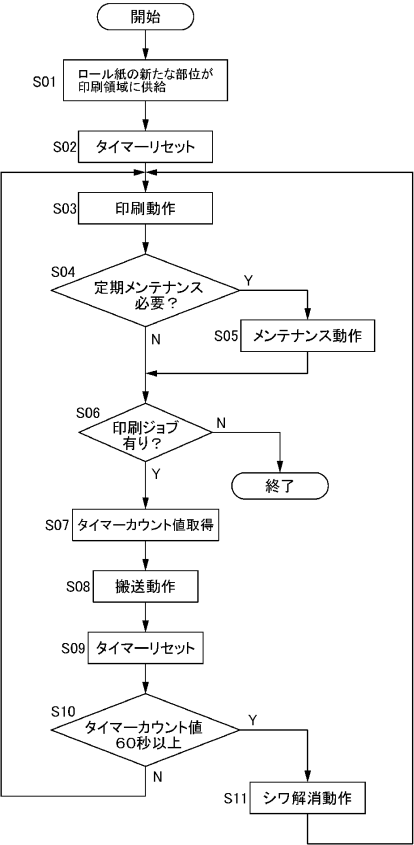 開始
S01
ロール紙の新たな部位が
印刷領域に供給
S02
タイマーリセット
S03
印刷動作
S04
定期メンテナンス
必要？
Y
N
S05
メンテナンス動作
S06
印刷ジョブ
有り？
N
Y
終了
S07
タイマーカウント値取得
S08
搬送動作
S09
タイマーリセット
S10
タイマーカウント値
60秒以上
Y
N
S11
シワ解消動作